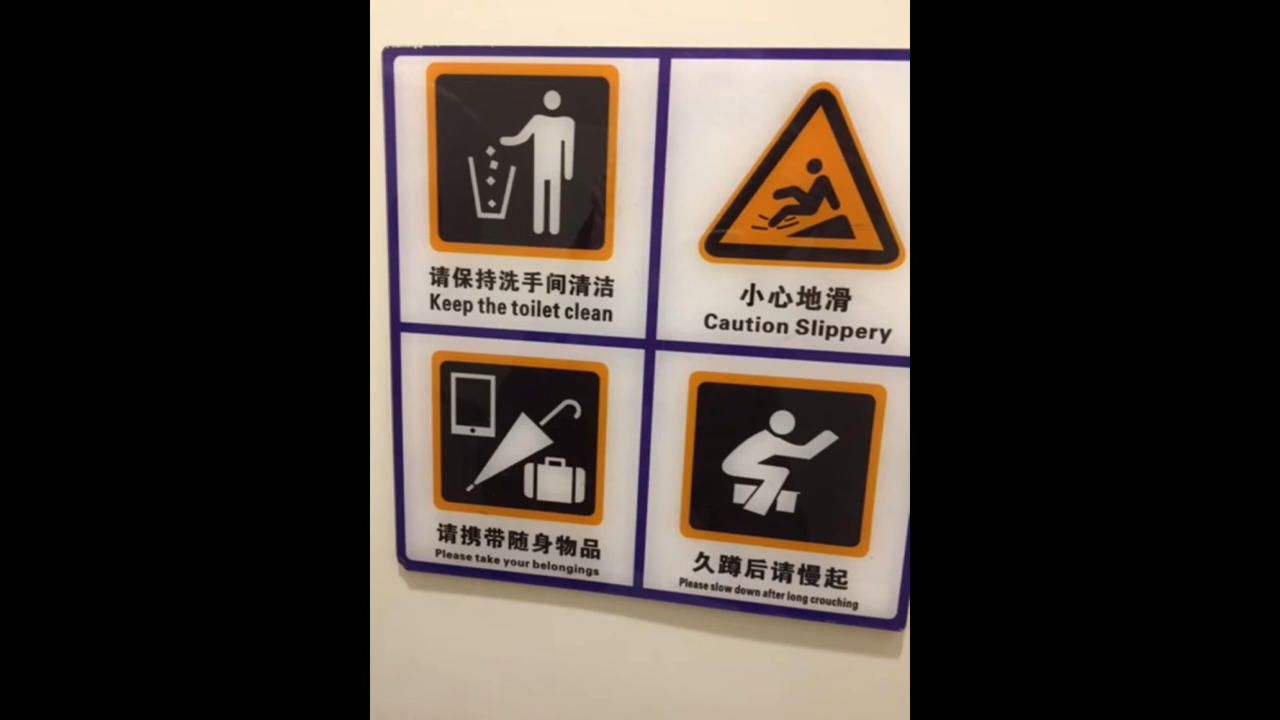 请保持洗手间清洁
Keep the toilet clean
小心地滑
Caution Slippery
请携带随身物品
Please take your belongings
久蹲后请慢起
Please slow down after long crouching